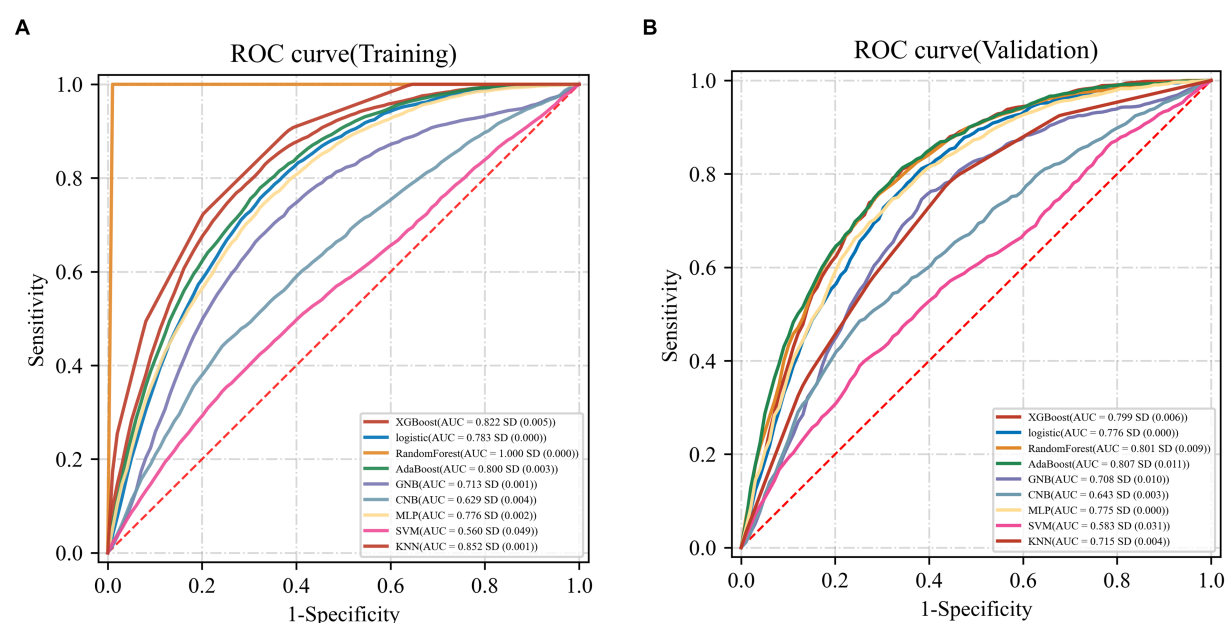 A
ROC curve(Training)
Sensitivity
1.0
0.8
0.6
0.4
0.2
0.0
XGBoost(AUC = 0.822 SD (0.005))
logistic(AUC = 0.783 SD (0.000))
RandomForest(AUC = 1.000 SD (0.000))
AdaBoost(AUC = 0.800 SD (0.003))
GNB(AUC = 0.713 SD (0.001))
CNB(AUC = 0.629 SD (0.004))
MLP(AUC = 0.776 SD (0.002))
SVM(AUC = 0.560 SD (0.049))
KNN(AUC = 0.852 SD (0.001))
0.0 0.2 0.4 0.6 0.8 1.0
1-Specificity
B
ROC curve(Validation)
Sensitivity
1.0
0.8
0.6
0.4
0.2
0.0
XGBoost(AUC = 0.799 SD (0.006))
logistic(AUC = 0.776 SD (0.000))
RandomForest(AUC = 0.801 SD (0.009))
AdaBoost(AUC = 0.807 SD (0.011))
GNB(AUC = 0.708 SD (0.010))
CNB(AUC = 0.643 SD (0.003))
MLP(AUC = 0.775 SD (0.000))
SVM(AUC = 0.583 SD (0.031))
KNN(AUC = 0.715 SD (0.004))
0.0 0.2 0.4 0.6 0.8 1.0
1-Specificity